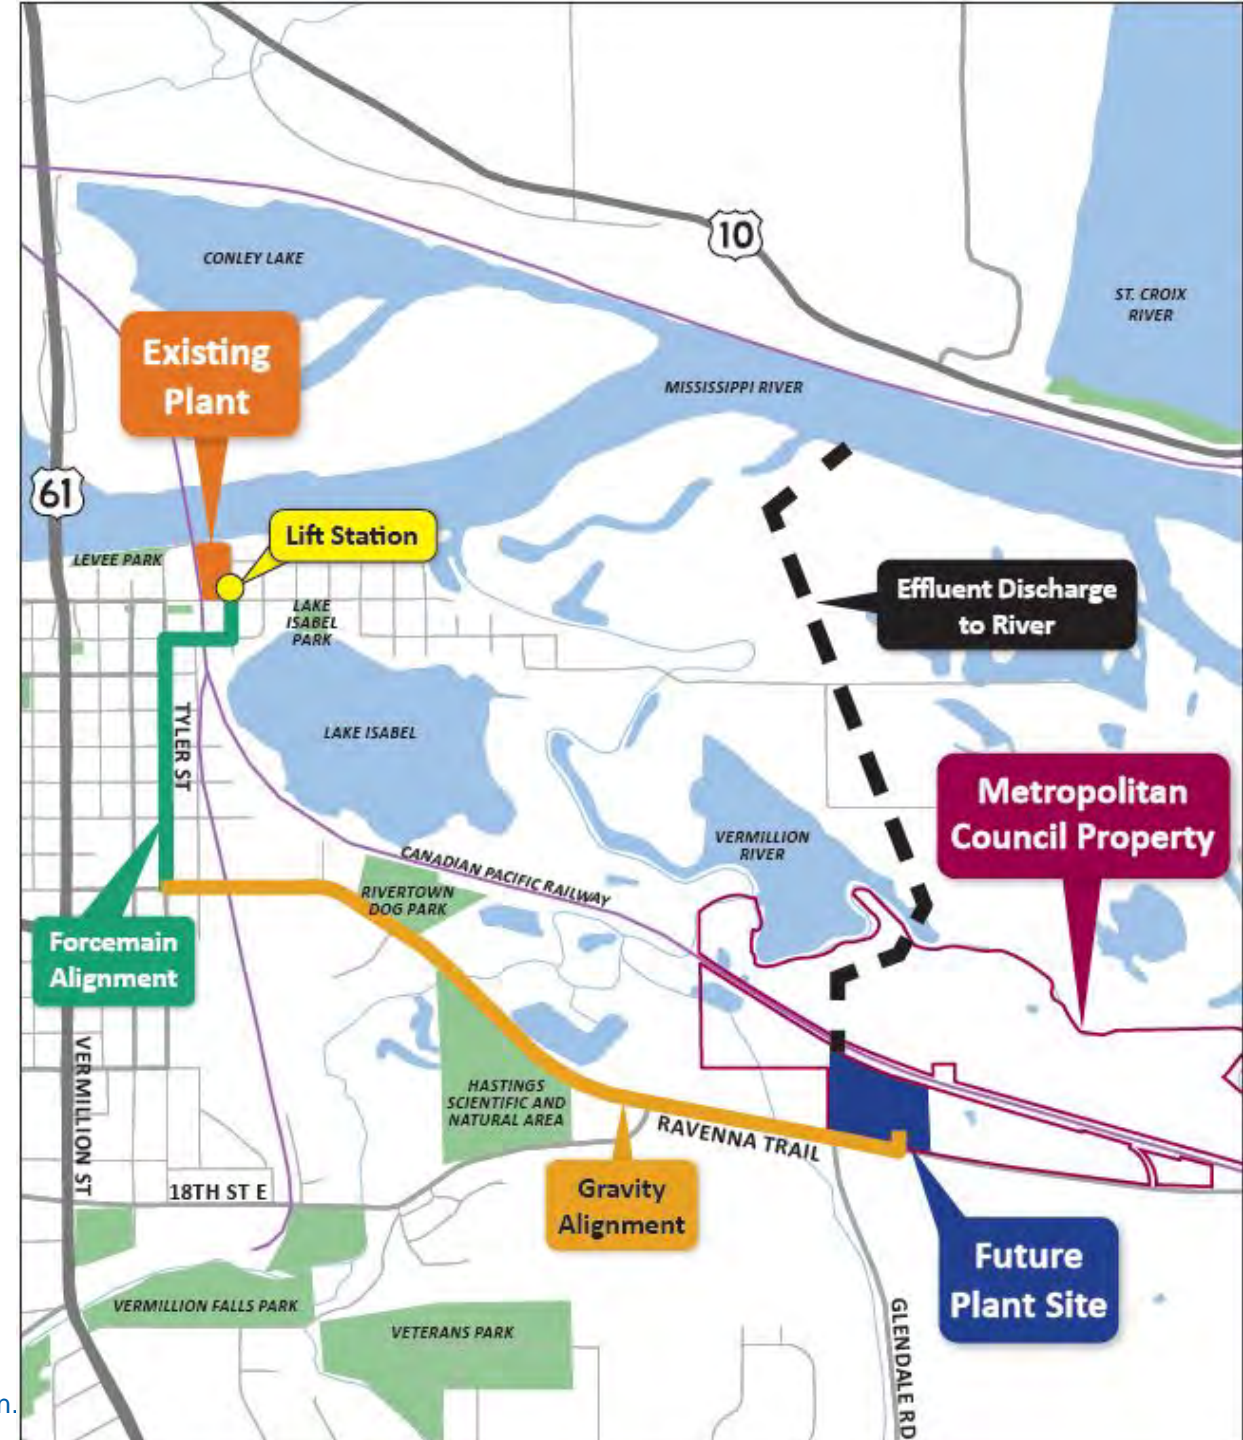 10
CONLEY LAKE
ST. CROIX
RIVER
Existing
Plant
MISSISSIPPI RIVER
61
Lift Station
LEVEE PARK
Effluent Discharge
to River
LAKE
ISABEL
PARK
TYLER ST
LAKE ISABEL
Metropolitan
Council Property
VERMILLION
RIVER
CANADIAN PACIFIC RAILWAY
RIVERTOWN
DOG PARK
Forcemain
Alignment
VERMILLION ST
HASTINGS
SCIENTIFIC AND
NATURAL AREA
RAVENNA TRAIL
18TH ST E
Gravity
Alignment
Future
Plant Site
VERMILLION FALLS PARK
VETERANS PARK
GLENDALE RD
n.